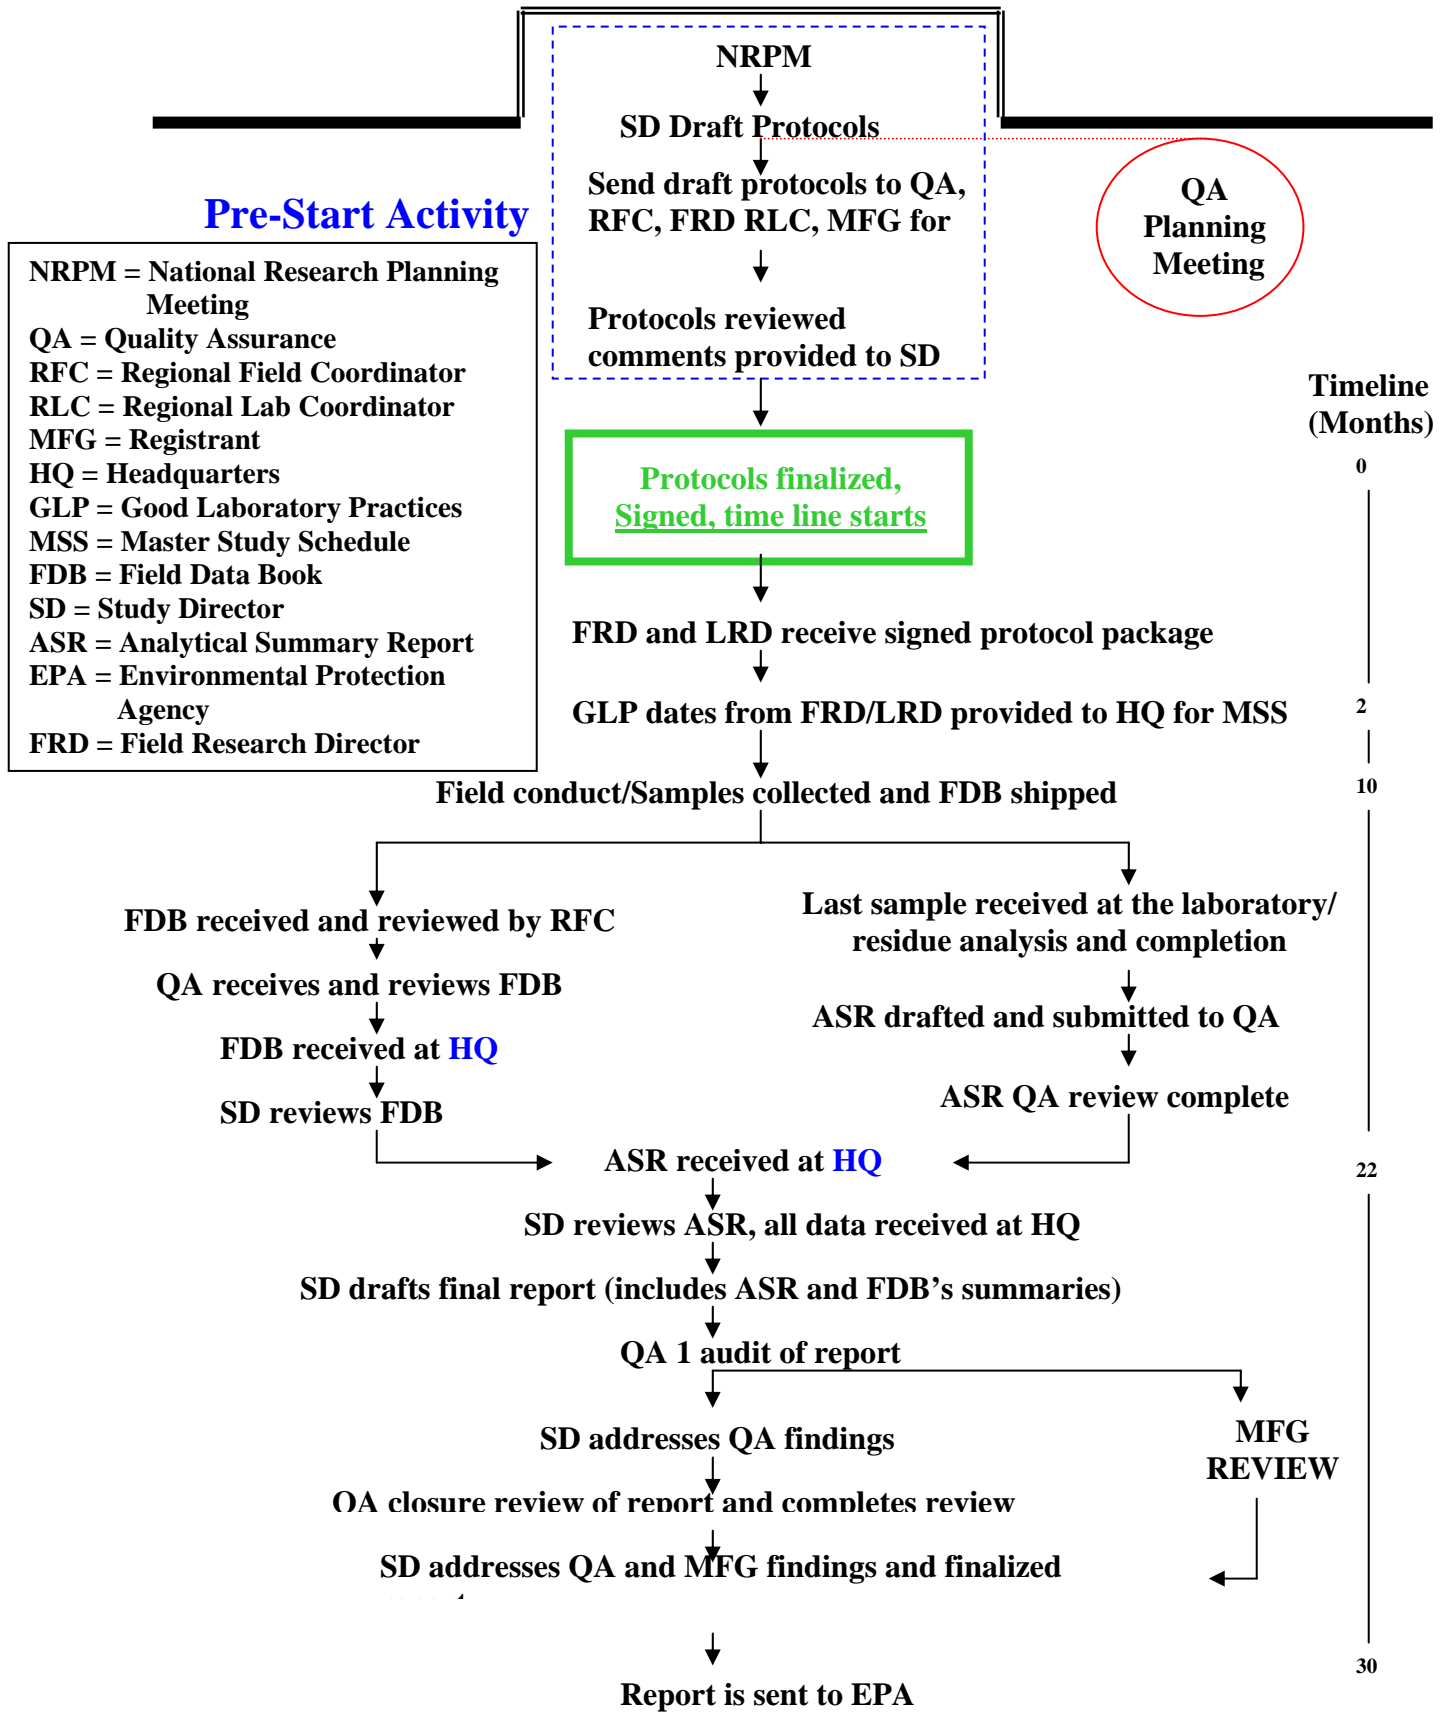 NRPM
SD Draft Protocols
Send draft protocols to QA,
RFC, FRD RLC, MFG for
Protocols reviewed
comments provided to SD
QA
Planning
Meeting
Pre-Start Activity
NRPM = National Research Planning
Meeting
QA = Quality Assurance
RFC = Regional Field Coordinator
RLC = Regional Lab Coordinator
MFG = Registrant
HQ = Headquarters
GLP = Good Laboratory Practices
MSS = Master Study Schedule
FDB = Field Data Book
SD = Study Director
ASR = Analytical Summary Report
EPA = Environmental Protection
Agency
FRD = Field Research Director
Timeline
(Months)
0
Protocols finalized,
Signed, time line starts
FRD and LRD receive signed protocol package
GLP dates from FRD/LRD provided to HQ for MSS
2
Field conduct/Samples collected and FDB shipped
10
FDB received and reviewed by RFC
QA receives and reviews FDB
FDB received at HQ
SD reviews FDB
Last sample received at the laboratory/
residue analysis and completion
ASR drafted and submitted to QA
ASR QA review complete
ASR received at HQ
22
SD reviews ASR, all data received at HQ
SD drafts final report (includes ASR and FDB's summaries)
QA 1 audit of report
SD addresses QA findings
MFG
REVIEW
QA closure review of report and completes review
SD addresses QA and MFG findings and finalized
30
Report is sent to EPA